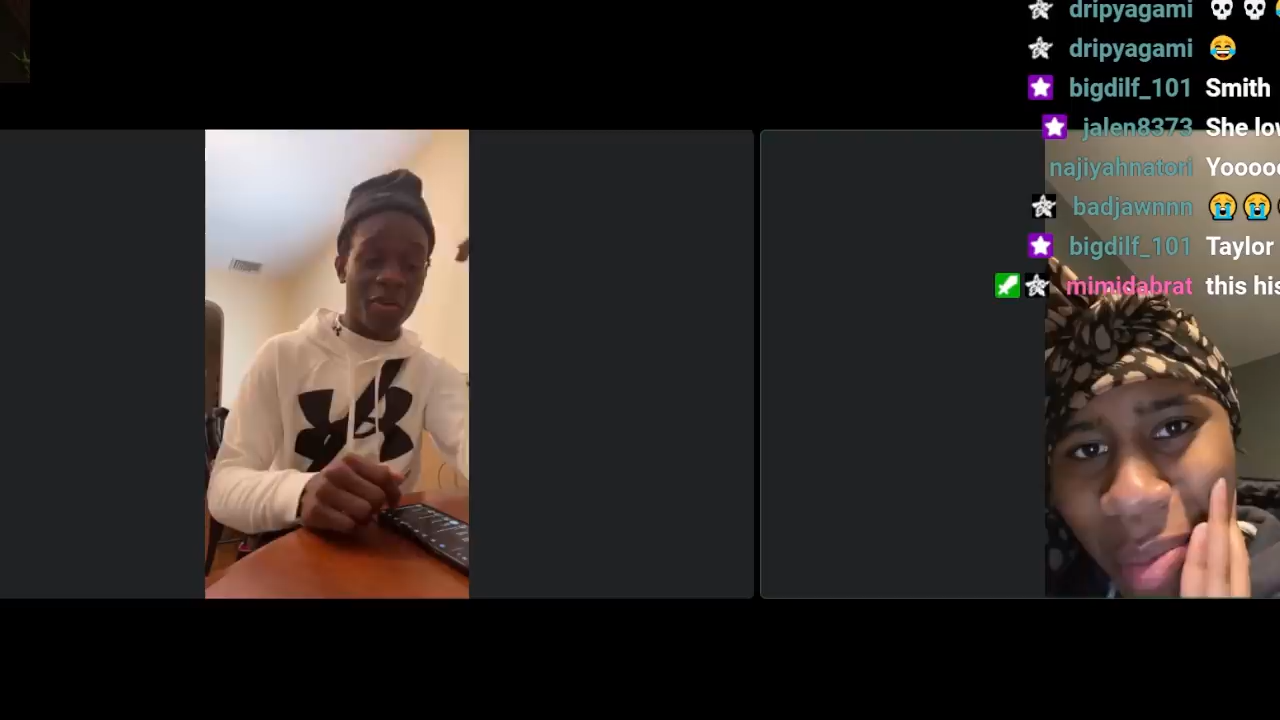 dripyagami 💀 💀
dripyagami 😂
bigdilf_101 Smith
jalen8373 She lov
najiyahnatori Yoooo
badjawnnn 😭 😭
bigdilf_101 Taylor
mimidabrat this his